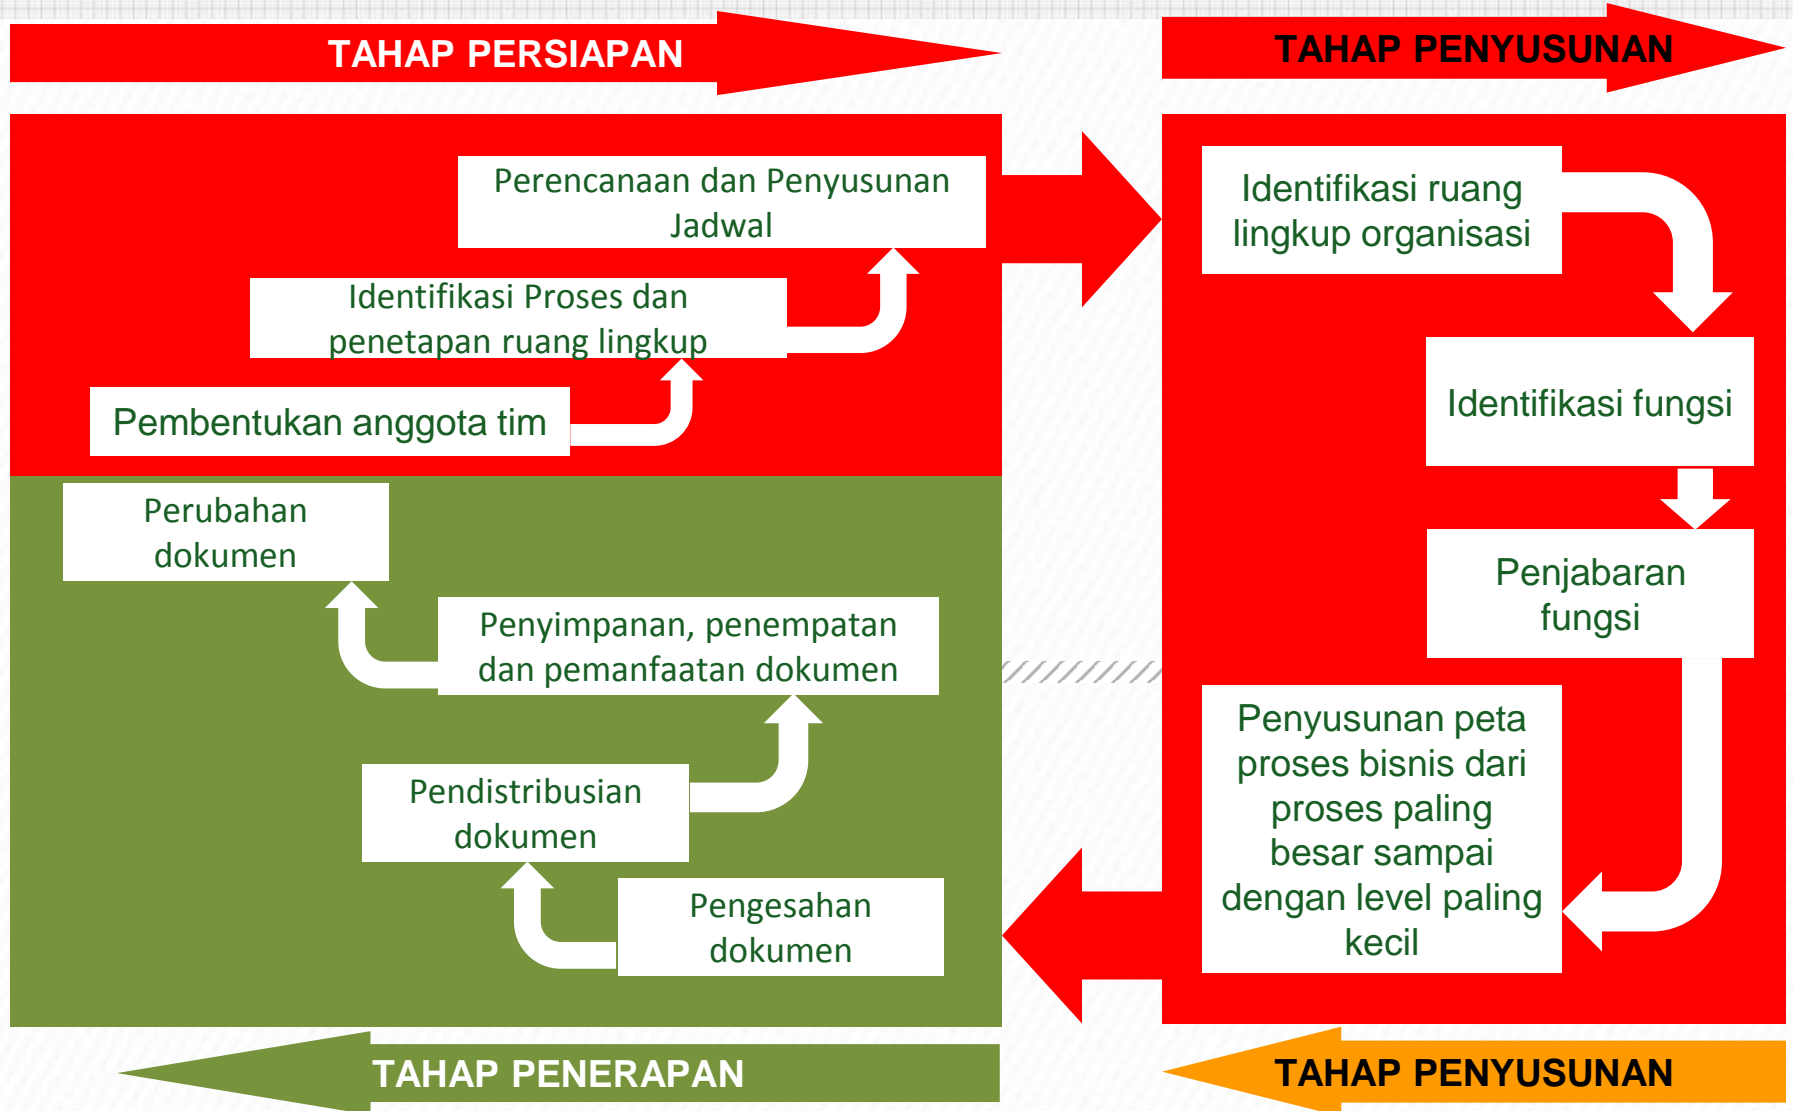 TAHAP PERSIAPAN
TAHAP PENYUSUNAN
Perencanaan dan Penyusunan
Jadwal
Identifikasi Proses dan
penetapan ruang lingkup
Pembentukan anggota tim
Identifikasi ruang
lingkup organisasi
Identifikasi fungsi
Penjabaran
fungsi
Penyusunan peta
proses bisnis dari
proses paling
besar sampai
dengan level paling
kecil
Perubahan
dokumen
Penyimpanan, penempatan
dan pemanfaatan dokumen
Pendistribusian
dokumen
Pengesahan
dokumen
TAHAP PENERAPAN
TAHAP PENYUSUNAN